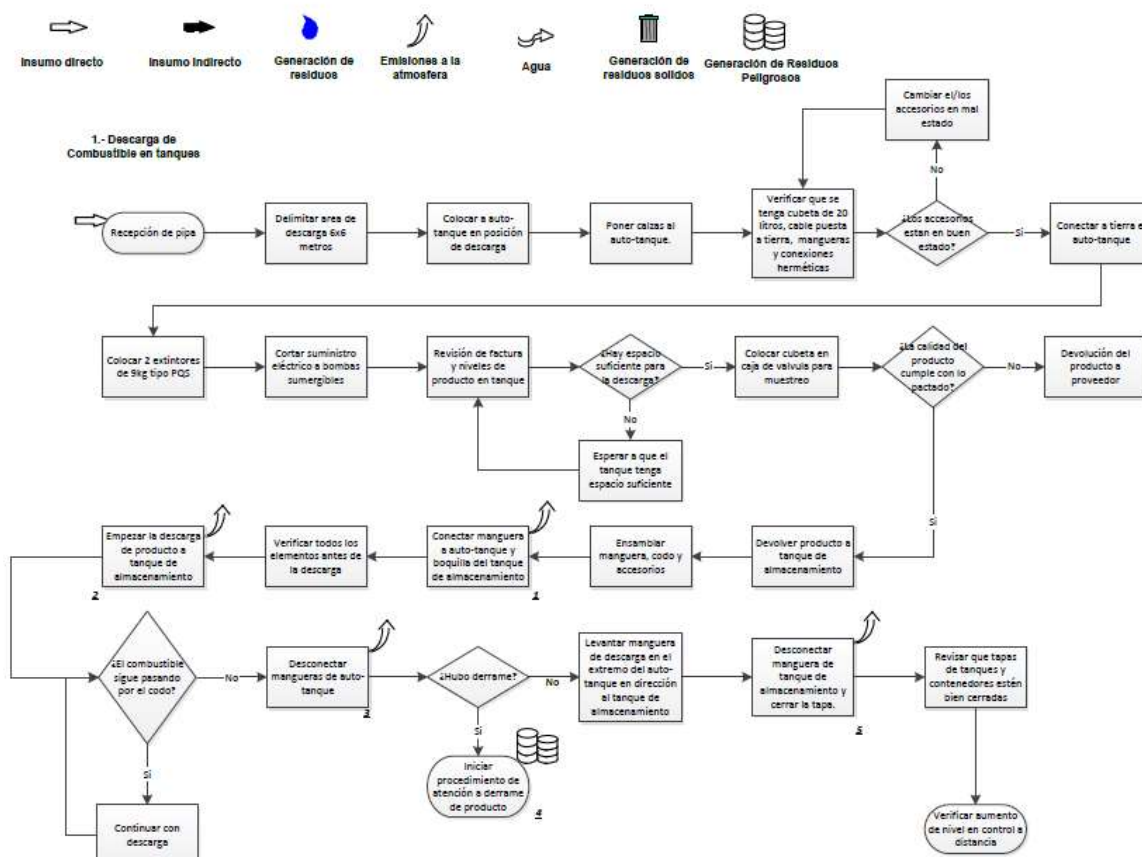 Insumo directo
Insumo Indirecto
Generación de
residuos
Emisiones a la
atmosfera
Agua
Generación de
residuos solidos
Generación de Residuos
Peligrosos
1.- Descarga de
Combustible en tanques
Cambiar el/los
accesorios en mal
estado
No
Recepción de pipa
Delimitar area de
descarga 6x6
metros
Colocar a auto-
tanque en posición
de descarga
Poner calzas al
auto-tanque.
Verificar que se
tenga cubeta de 20
litros, cable puesta
a tierra, mangueras
y conexiones
herméticas
¿Los accesorios
estan en buen
estado?
Sí
Conectar a tierra el
auto-tanque
Colocar 2 extintores
de 9kg tipo PQS
Cortar suministro
eléctrico a bombas
sumergibles
Revisión de factura
y niveles de
producto en tanque
¿Hay espacio
suficiente para
la descarga?
Sí
Colocar cubeta en
caja de valvula para
muestreo
¿La calidad del
producto
cumple con lo
pactado?
No
Devolución del
producto a
proveedor
No
Esperar a que el
tanque tenga
espacio suficiente
Sí
Empezar la descarga
de producto a
tanque de
almacenamiento
2
Verificar todos los
elementos antes de
la descarga
Conectar manguera
a auto-tanque y
boquilla del tanque
de almacenamiento
1
Ensamblar
manguera, codo y
accesorios
Devolver producto a
tanque de
almacenamiento
¿El combustible
sigue pasando
por el codo?
No
Desconectar
mangueras de auto-
tanque
3
¿Hubo derrame?
No
Levantar manguera
de descarga en el
extremo del auto-
tanque en dirección
al tanque de
almacenamiento
Desconectar
manguera de
tanque de
almacenamiento y
cerrar la tapa.
5
Revisar que tapas
de tanques y
contenedores estén
bien cerradas
Sí
Continuar con
descarga
Sí
Iniciar
procedimiento de
atención a derrame
de producto
4
Verificar aumento
de nivel en control a
distancia